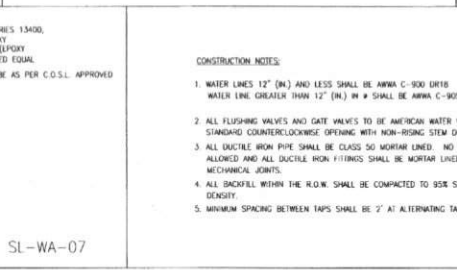 RIES 13400,
XY
(EPOXY
ED EQUAL
BE AS PER C.O.S.L. APPROVED
SL-WA-07
CONSTRUCTION NOTES:
1. WATER LINES 12" (IN.) AND LESS SHALL BE AWWA C-900 DR18
WATER LINE GREATER THAN 12" (IN.) IN ø SHALL BE AWWA C-905
2. ALL FLUSHING VALVES AND GATE VALVES TO BE AMERICAN WATER
STANDARD COUNTERCLOCKWISE OPENING WITH NON-RISING STEM
3. ALL DUCTILE IRON PIPE SHALL BE CLASS 50 MORTAR LINED. NO
ALLOWED AND ALL DUCTILE IRON FITTINGS SHALL BE MORTAR LINED
MECHANICAL JOINTS.
4. ALL BACKFILL WITHIN THE R.O.W. SHALL BE COMPACTED TO 95% S
DENSITY.
5. MINIMUM SPACING BETWEEN TAPS SHALL BE 2' AT ALTERNATING TA